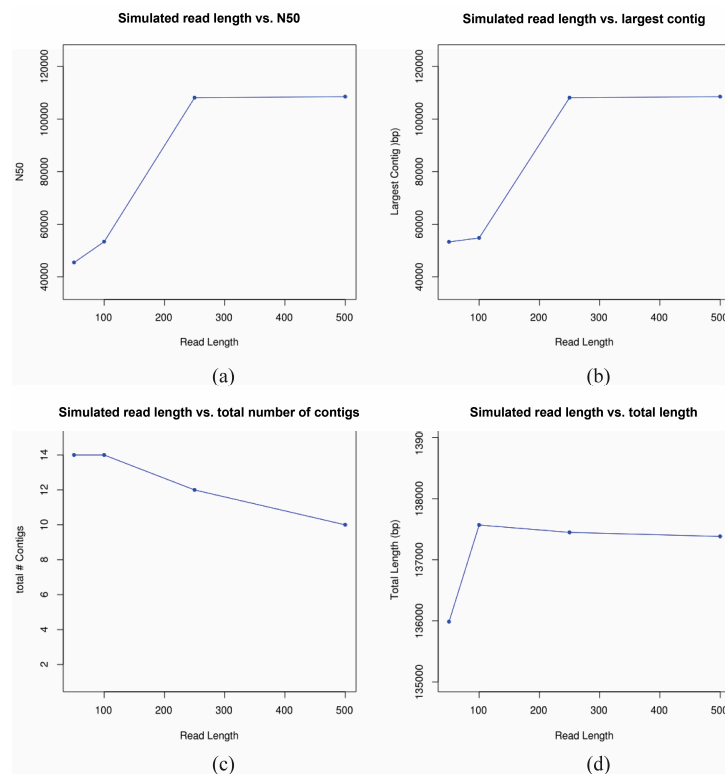 Simulated read length vs. N50
N50
40000 60000 80000 100000 120000
100 200 300 400 500
Read Length
(a)
Simulated read length vs. largest contig
Largest Contig )bp)
40000 60000 80000 100000 120000
100 200 300 400 500
Read Length
(b)
Simulated read length vs. total number of contigs
total # Contigs
2 4 6 8 10 12 14
100 200 300 400 500
Read Length
(c)
Simulated read length vs. total length
Total Length (bp)
135000 136000 137000 138000 1390
100 200 300 400 500
Read Length
(d)